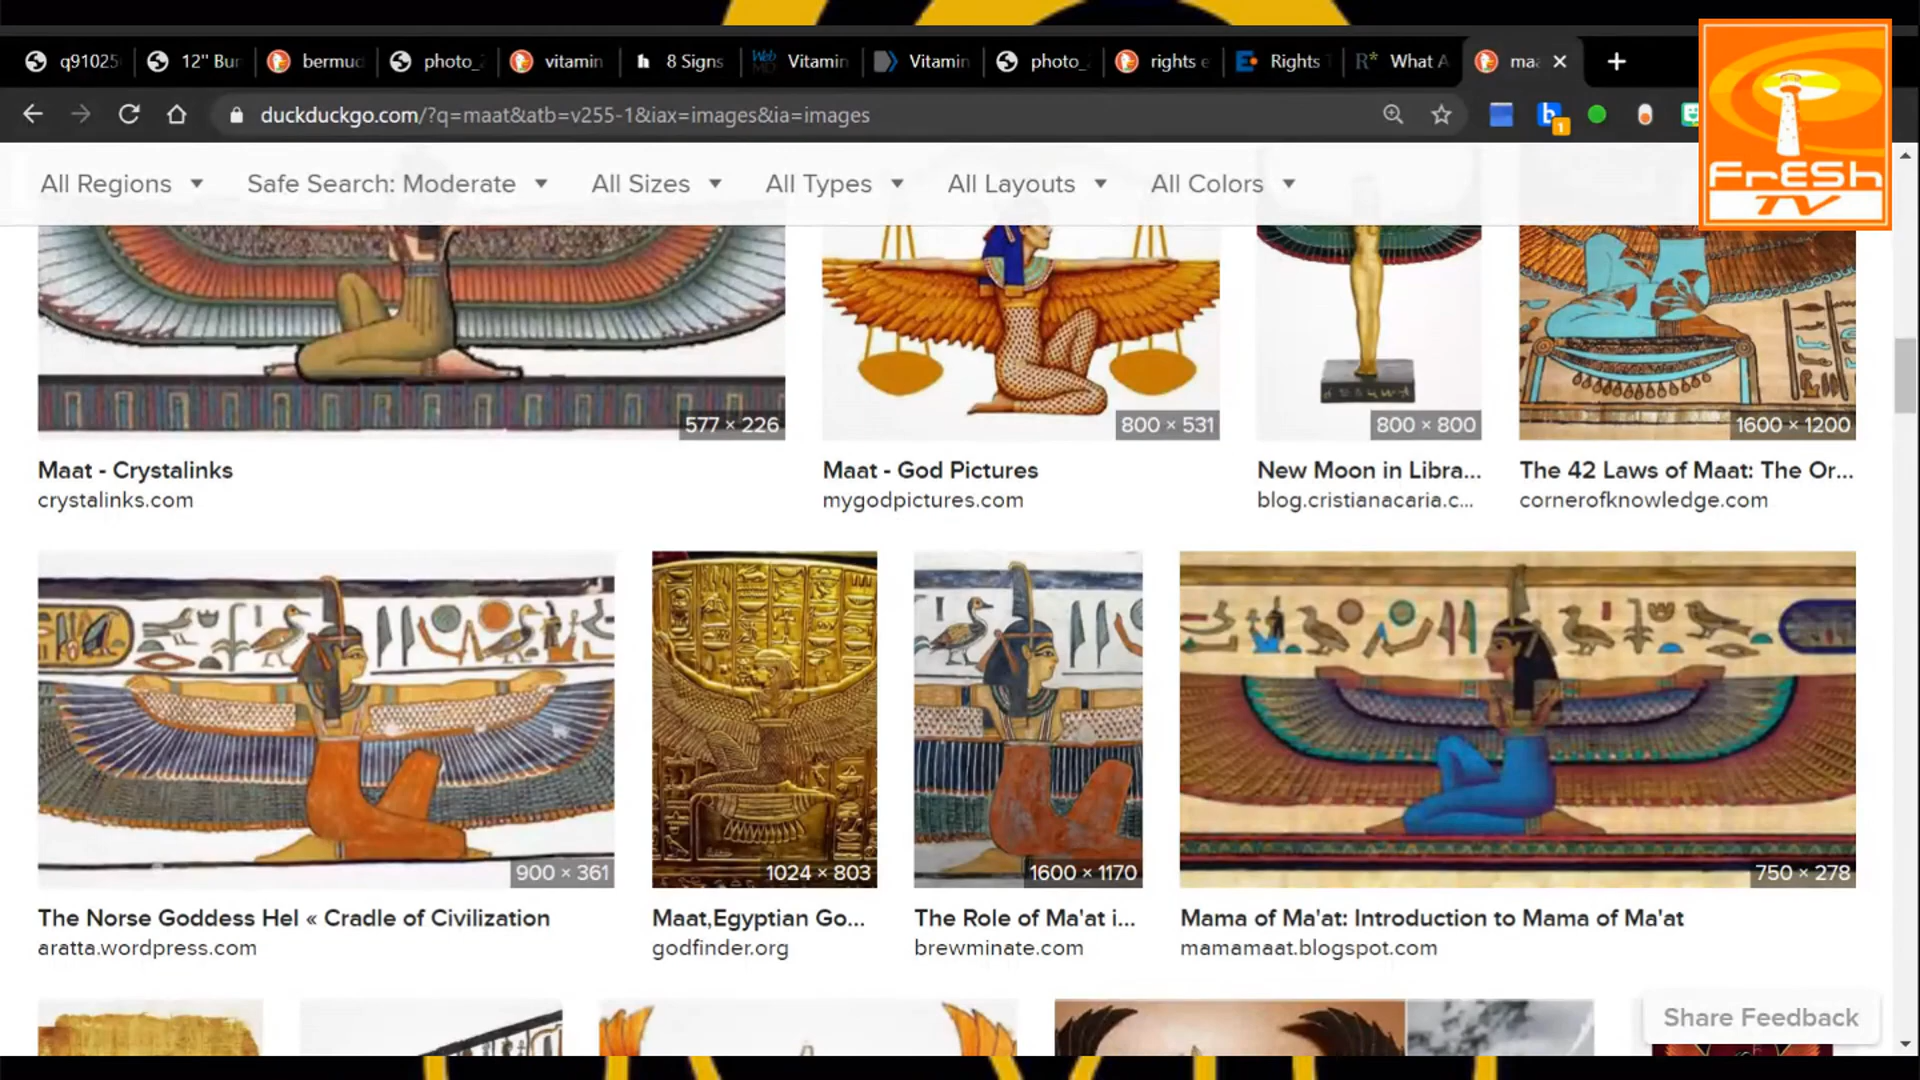 q91025
12" Bur
bermud
photo_
vitamin
h 8 Signs
Web MD Vitamin
Vitamin
photo_
rights e
Rights T
R* What A
maa
duckduckgo.com/?q=maat&atb=v255-1&iax=images&ia=images
b 1
FrESh
TV
All Regions Safe Search: Moderate All Sizes All Types All Layouts All Colors
577 × 226
800 × 531
800 × 800
1600 × 1200
Maat - Crystalinks
crystalinks.com
Maat - God Pictures
mygodpictures.com
New Moon in Libra...
blog.cristianacaria.c...
The 42 Laws of Maat: The Or...
cornerofknowledge.com
900 × 361
1024 × 803
1600 × 1170
750 × 278
The Norse Goddess Hel « Cradle of Civilization
aratta.wordpress.com
Maat,Egyptian Go...
godfinder.org
The Role of Ma'at i...
brewminate.com
Mama of Ma'at: Introduction to Mama of Ma'at
mamamaat.blogspot.com
Share Feedback